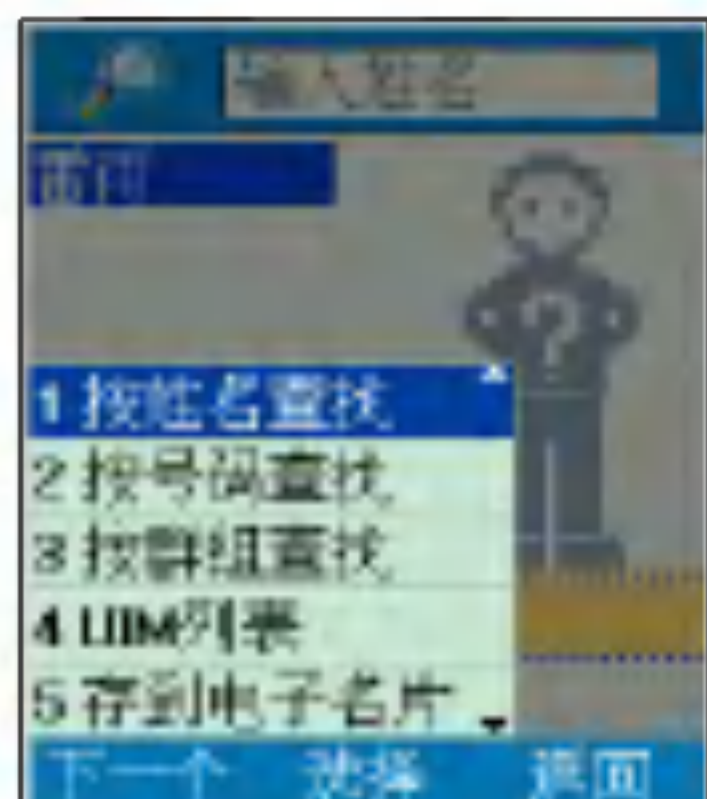 输入姓名
1 按姓名查找
2 按号码查找
3 按群组查找
4 UIM列表
5 存到电子名片
下一个 选择 返回